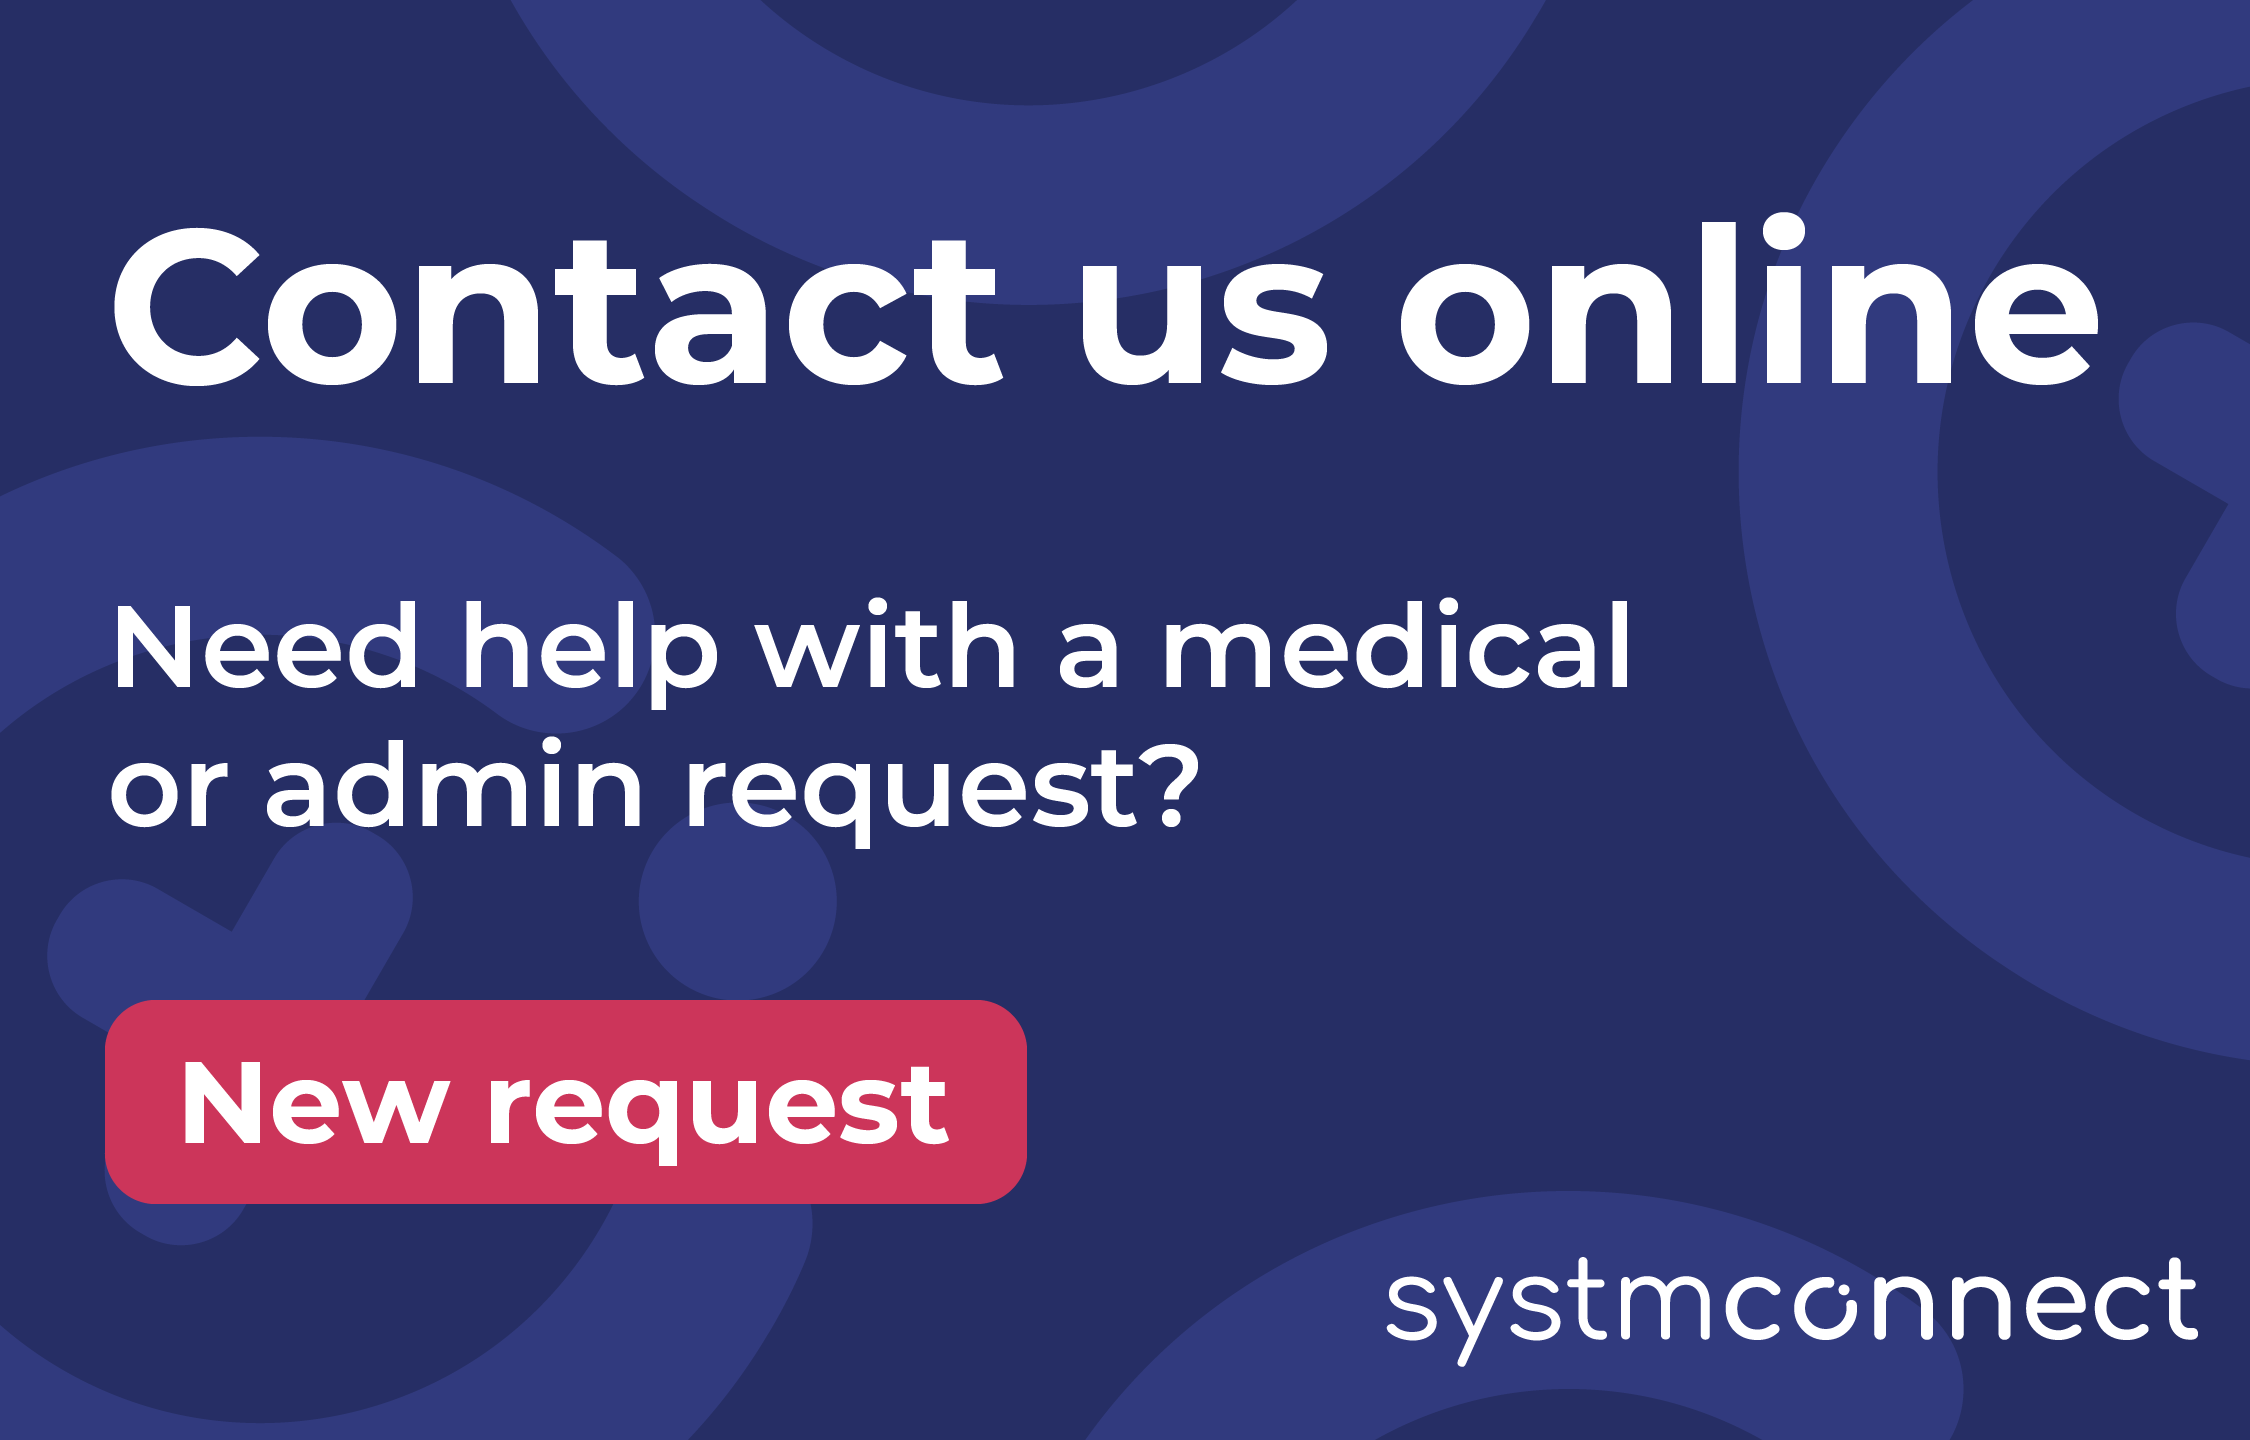 Contact us online
Need help with a medical
or admin request?
New request
systmconnect